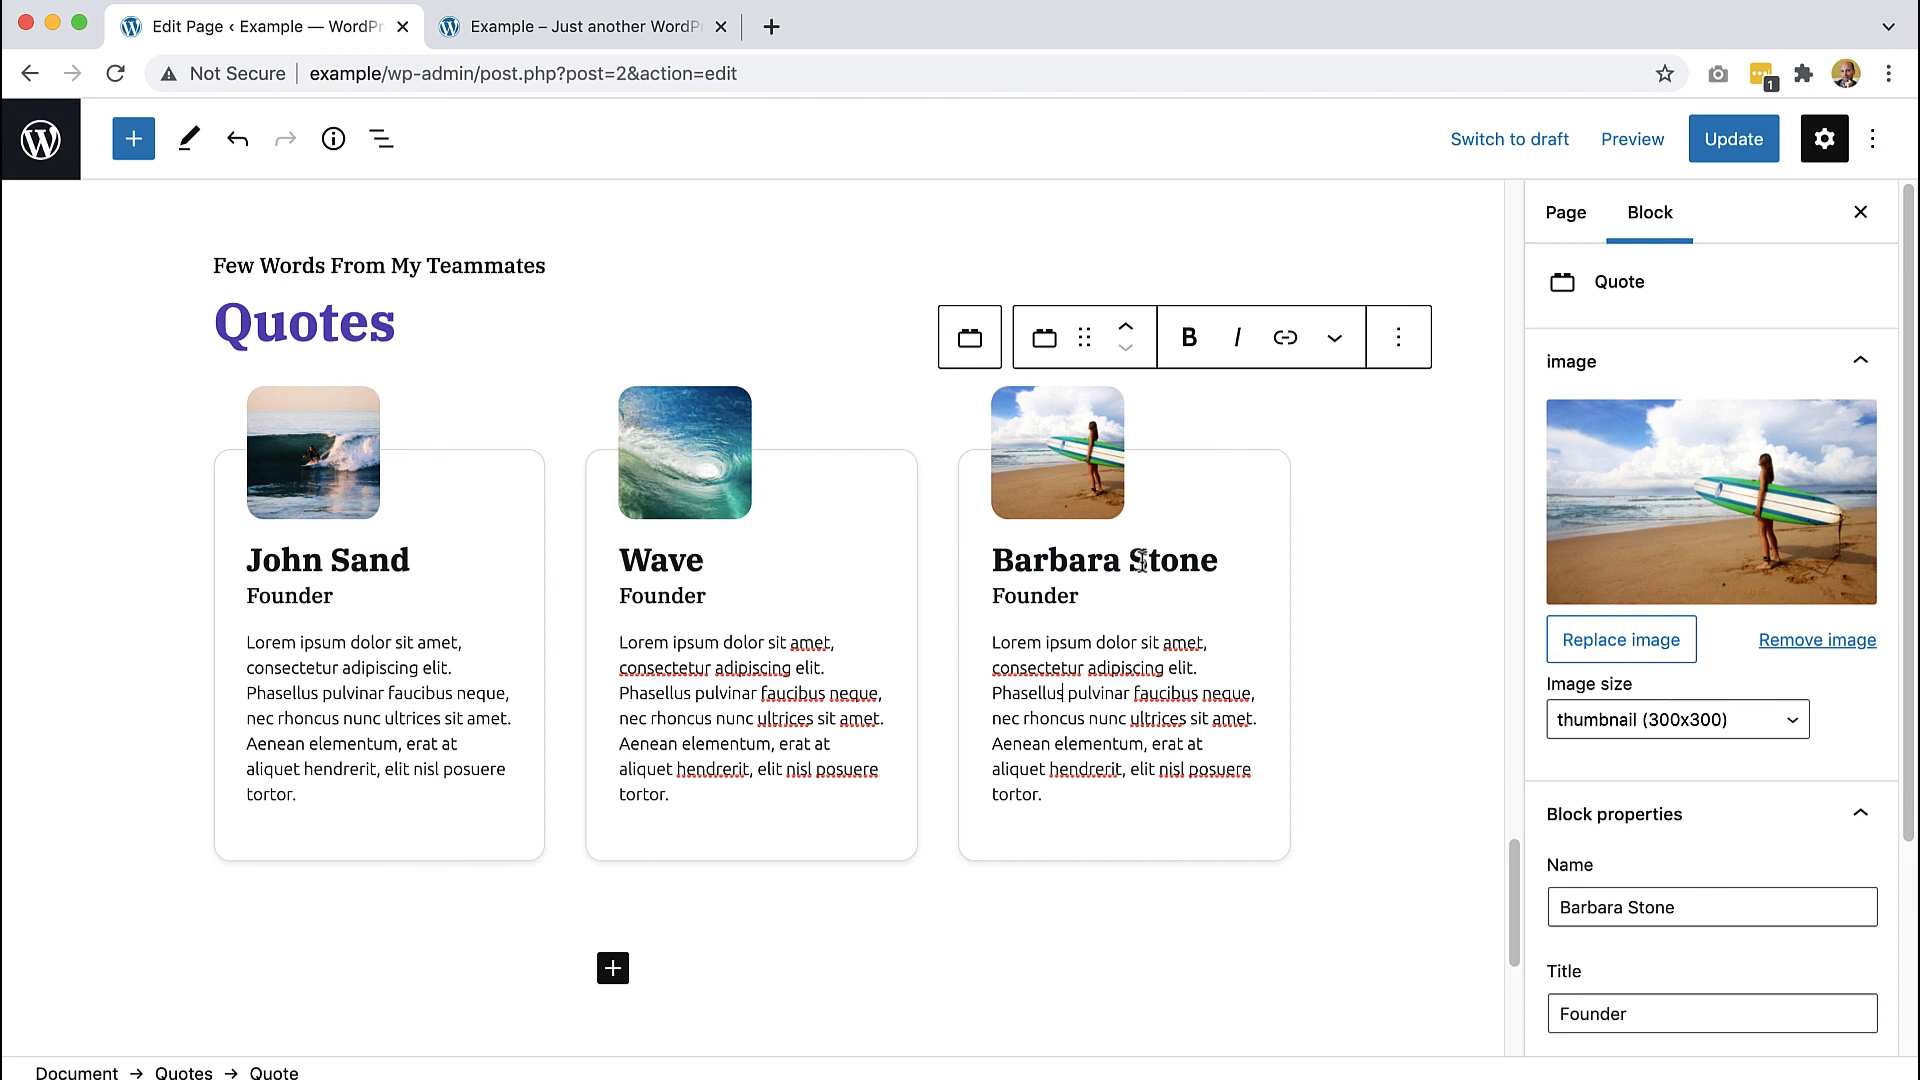 Edit Page ‹ Example — WordPr
Example – Just another WordP
Not Secure
example/wp-admin/post.php?post=2&action=edit
1
Switch to draft
Preview
Update
Few Words From My Teammates
Quotes
B I
John Sand
Founder
Lorem ipsum dolor sit amet,
consectetur adipiscing elit.
Phasellus pulvinar faucibus neque,
nec rhoncus nunc ultrices sit amet.
Aenean elementum, erat at
aliquet hendrerit, elit nisl posuere
tortor.
Wave
Founder
Lorem ipsum dolor sit amet,
consectetur adipiscing elit.
Phasellus pulvinar faucibus neque,
nec rhoncus nunc ultrices sit amet.
Aenean elementum, erat at
aliquet hendrerit, elit nisl posuere
tortor.
Barbara Stone
Founder
Lorem ipsum dolor sit amet,
consectetur adipiscing elit.
Phasellus pulvinar faucibus neque,
nec rhoncus nunc ultrices sit amet.
Aenean elementum, erat at
aliquet hendrerit, elit nisl posuere
tortor.
Page
Block
Quote
image
Replace image
Remove image
Image size
thumbnail (300x300)
Block properties
Name
Barbara Stone
Title
Founder
Document → Quotes → Quote